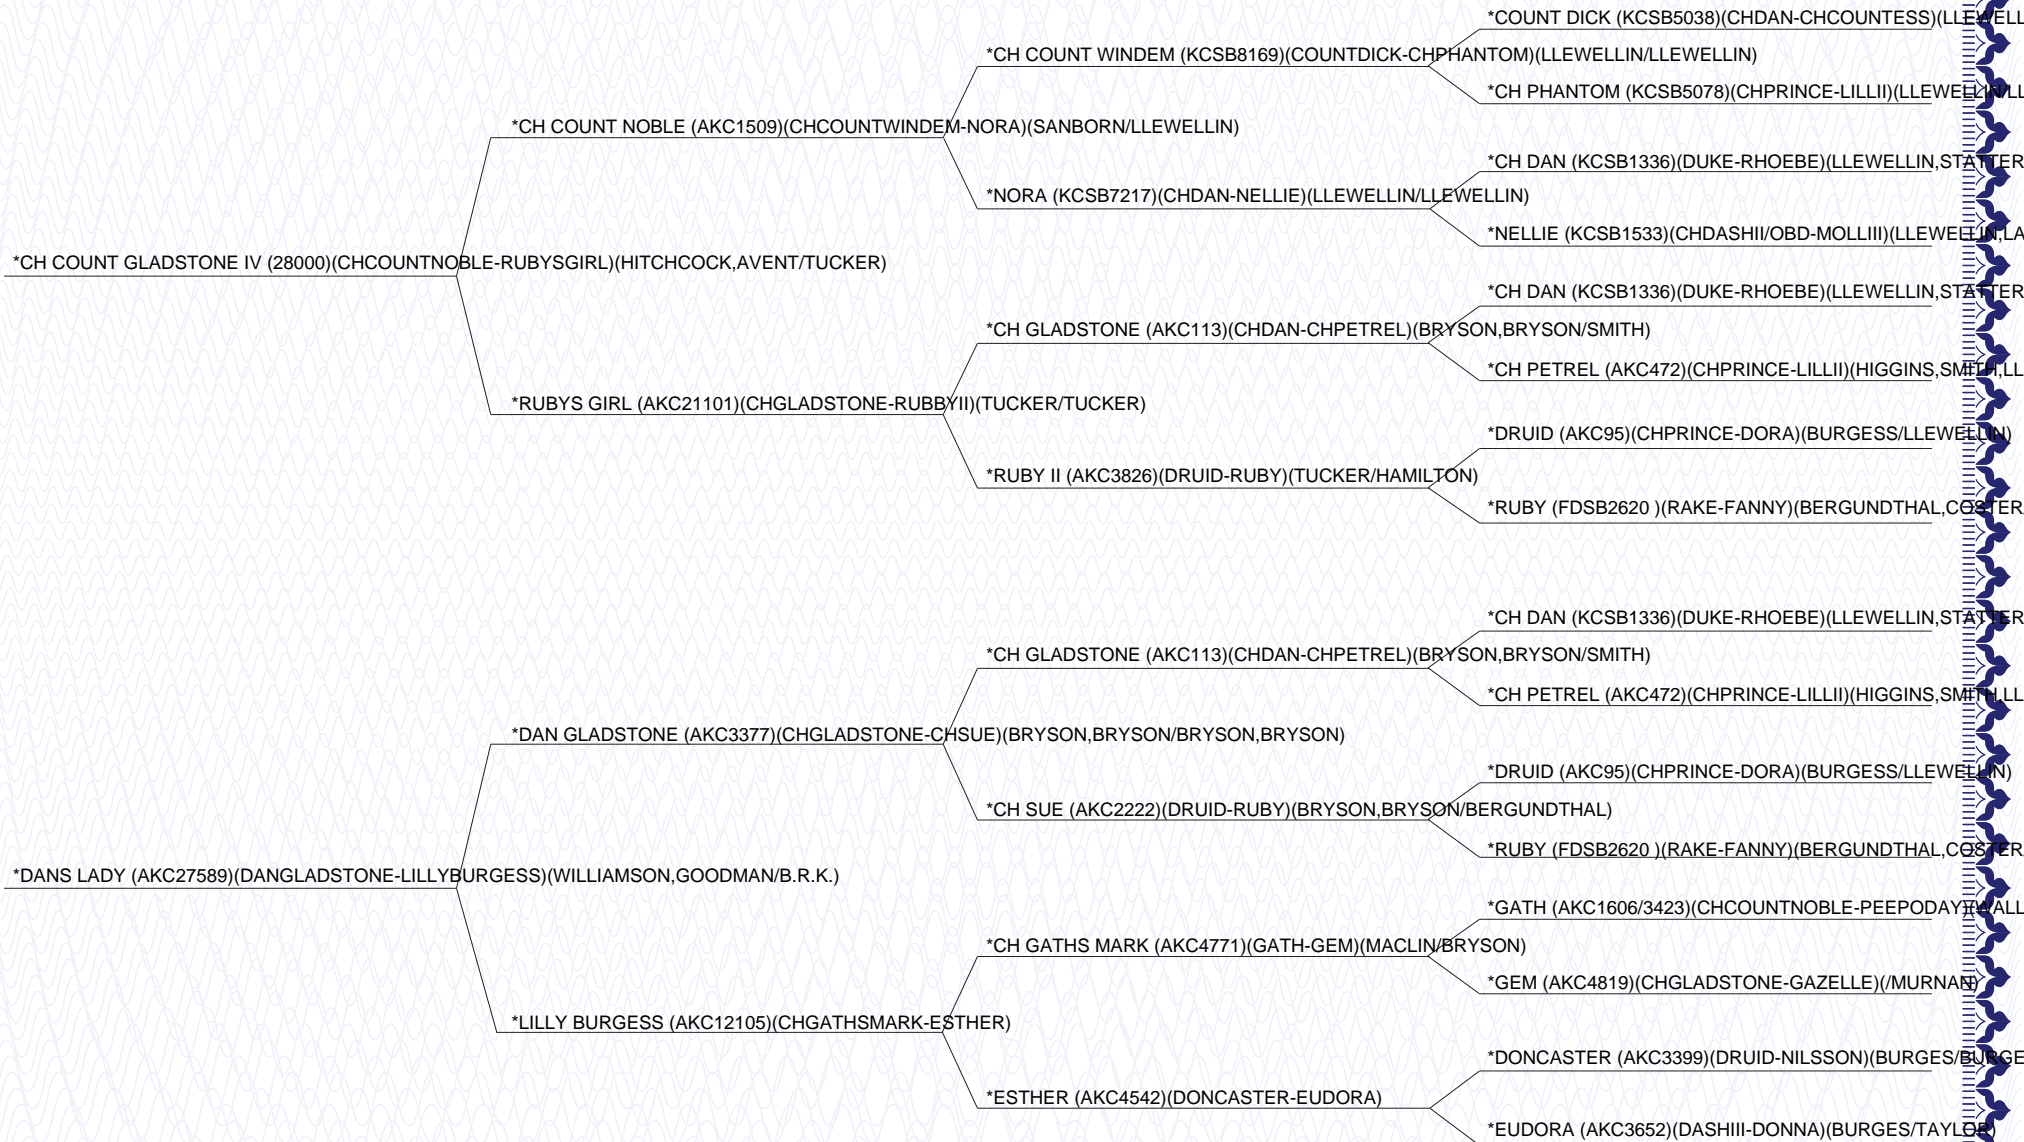 *COUNT DICK (KCSB5038)(CHDAN-CHCOUNTESS)(LLEWELL
*CH COUNT WINDEM (KCSB8169)(COUNTDICK-CHPHANTOM)(LLEWELLIN/LLEWELLIN)
*CH PHANTOM (KCSB5078)(CHPRINCE-LILLII)(LLEWELLIN/LL
*CH COUNT NOBLE (AKC1509)(CHCOUNTWINDEM-NORA)(SANBORN/LLEWELLIN)
*CH DAN (KCSB1336)(DUKE-RHOEBE)(LLEWELLIN,STATTER
*NORA (KCSB7217)(CHDAN-NELLIE)(LLEWELLIN/LLEWELLIN)
*NELLIE (KCSB1533)(CHDASHII/OBD-MOLLIII)(LLEWELLIN,LA
*CH COUNT GLADSTONE IV (28000)(CHCOUNTNOBLE-RUBYSGIRL)(HITCHCOCK,AVENT/TUCKER)
*CH DAN (KCSB1336)(DUKE-RHOEBE)(LLEWELLIN,STATTER
*CH GLADSTONE (AKC113)(CHDAN-CHPETREL)(BRYSON,BRYSON/SMITH)
*CH PETREL (AKC472)(CHPRINCE-LILLII)(HIGGINS,SMITH,LL
*RUBYS GIRL (AKC21101)(CHGLADSTONE-RUBBYII)(TUCKER/TUCKER)
*DRUID (AKC95)(CHPRINCE-DORA)(BURGESS/LLEWELLIN)
*RUBY II (AKC3826)(DRUID-RUBY)(TUCKER/HAMILTON)
*RUBY (FDSB2620 )(RAKE-FANNY)(BERGUNDTHAL,COSTER
*CH DAN (KCSB1336)(DUKE-RHOEBE)(LLEWELLIN,STATTER
*CH GLADSTONE (AKC113)(CHDAN-CHPETREL)(BRYSON,BRYSON/SMITH)
*CH PETREL (AKC472)(CHPRINCE-LILLII)(HIGGINS,SMITH,LL
*DAN GLADSTONE (AKC3377)(CHGLADSTONE-CHSUE)(BRYSON,BRYSON/BRYSON,BRYSON)
*DRUID (AKC95)(CHPRINCE-DORA)(BURGESS/LLEWELLIN)
*CH SUE (AKC2222)(DRUID-RUBY)(BRYSON,BRYSON/BERGUNDTHAL)
*RUBY (FDSB2620 )(RAKE-FANNY)(BERGUNDTHAL,COSTER
*DANS LADY (AKC27589)(DANGLADSTONE-LILLYBURGESS)(WILLIAMSON,GOODMAN/B.R.K.)
*GATH (AKC1606/3423)(CHCOUNTNOBLE-PEEPODAY)(WALL
*CH GATHS MARK (AKC4771)(GATH-GEM)(MACLIN/BRYSON)
*GEM (AKC4819)(CHGLADSTONE-GAZELLE)(/MURNAN)
*LILLY BURGESS (AKC12105)(CHGATHSMARK-ESTHER)
*DONCASTER (AKC3399)(DRUID-NILSSON)(BURGES/BURGE
*ESTHER (AKC4542)(DONCASTER-EUDORA)
*EUDORA (AKC3652)(DASHIII-DONNA)(BURGES/TAYLOR)